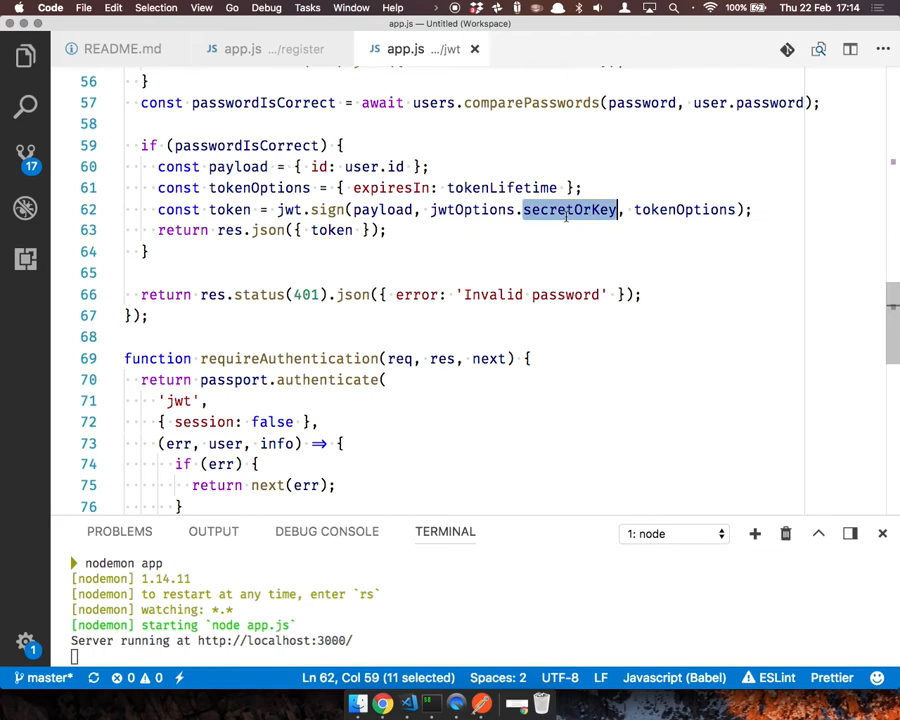 Code File Edit Selection View Go Debug Tasks Window Help 100% Thu 22 Feb 17:14
app.js — Untitled (Workspace)
README.md JS app.js …/register JS app.js …/jwt
56 }
57 const passwordIsCorrect = await users.comparePasswords(password, user.password);
58
59 if (passwordIsCorrect) {
60 const payload = { id: user.id };
61 const tokenOptions = { expiresIn: tokenLifetime };
62 const token = jwt.sign(payload, jwtOptions.secretOrKey, tokenOptions);
63 return res.json({ token });
64 }
65
66 return res.status(401).json({ error: 'Invalid password' });
67 });
68
69 function requireAuthentication(req, res, next) {
70 return passport.authenticate(
71 'jwt',
72 { session: false },
73 (err, user, info) => {
74 if (err) {
75 return next(err);
76 }
17
1
PROBLEMS OUTPUT DEBUG CONSOLE TERMINAL 1: node
nodemon app
[nodemon] 1.14.11
[nodemon] to restart at any time, enter `rs`
[nodemon] watching: *.*
[nodemon] starting `node app.js`
Server running at http://localhost:3000/
master* 0 0 Ln 62, Col 59 (11 selected) Spaces: 2 UTF-8 LF Javascript (Babel) ESLint Prettier